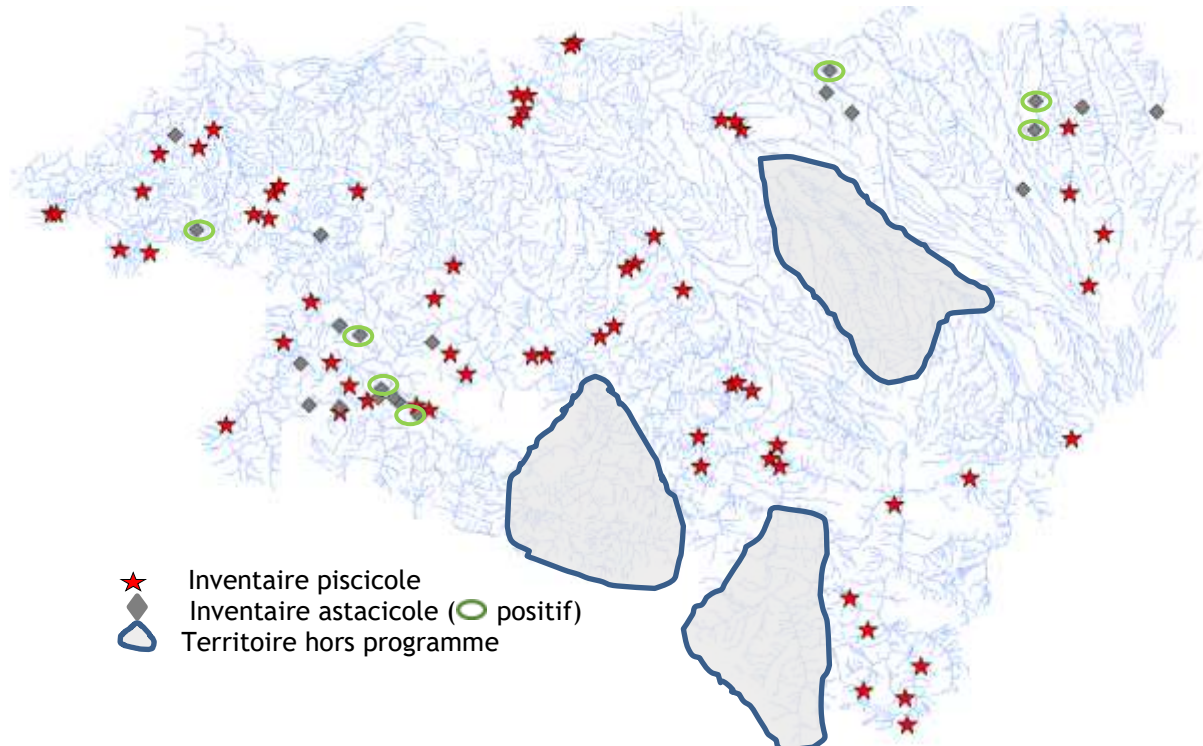 Inventaire piscicole
Inventaire astacicole ( positif)
Territoire hors programme